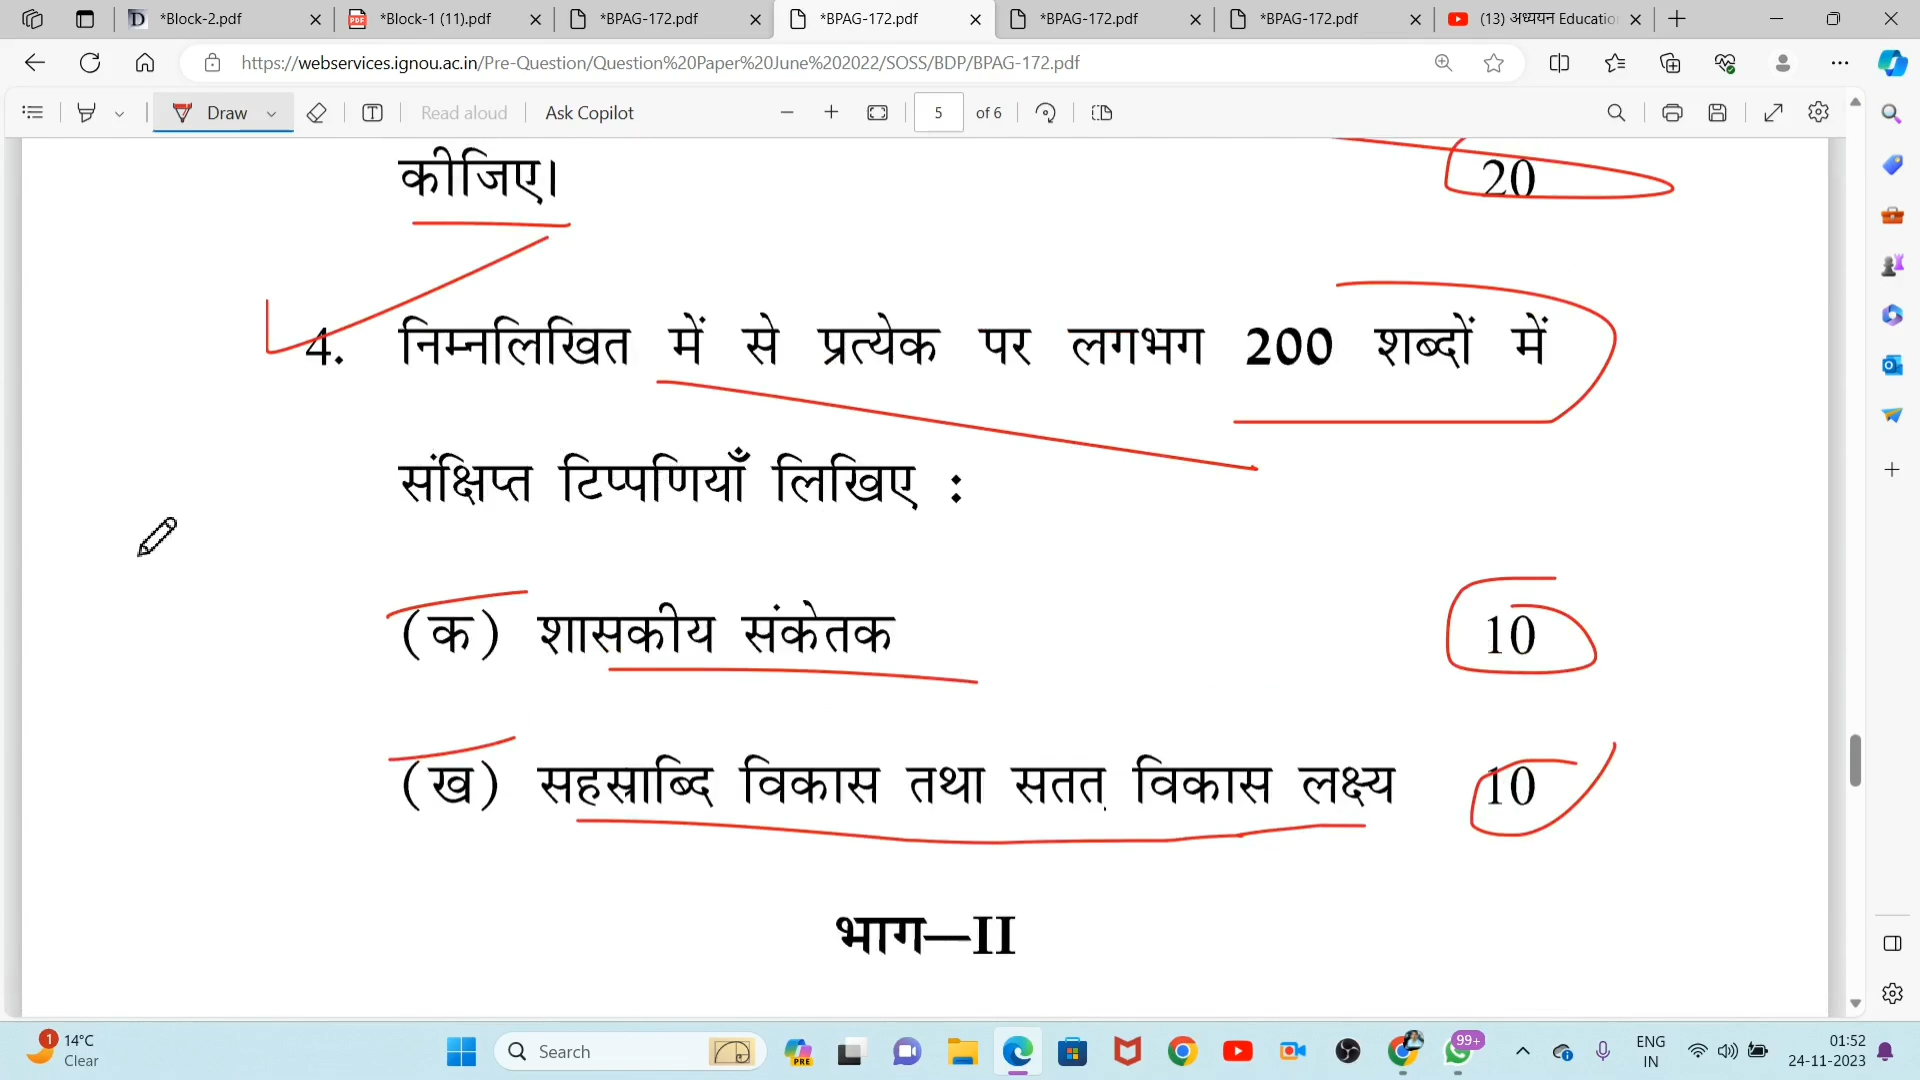 *Block-2.pdf
*Block-1 (11).pdf
*BPAG-172.pdf
*BPAG-172.pdf
*BPAG-172.pdf
*BPAG-172.pdf
(13) अध्ययन Educatio
https://webservices.ignou.ac.in/Pre-Question/Question%20Paper%20June%202022/SOSS/BDP/BPAG-172.pdf
Draw
Read aloud
Ask Copilot
5 of 6
कीजिए। 20
4. निम्नलिखित में से प्रत्येक पर लगभग 200 शब्दों में
संक्षिप्त टिप्पणियाँ लिखिए :
(क) शासकीय संकेतक 10
(ख) सहस्राब्दि विकास तथा सतत् विकास लक्ष्य 10
भाग—II
1
14°C
Clear
Search
PRE
99+
ENG
IN
01:52
24-11-2023